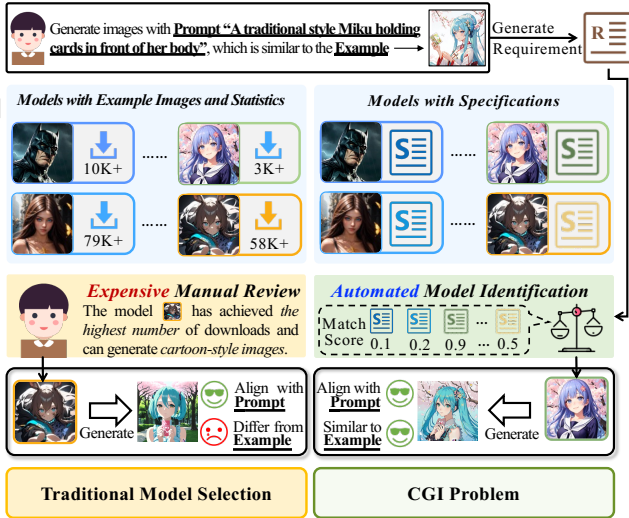 Generate images with Prompt “A traditional style Miku holding
cards in front of her body”, which is similar to the Example
Generate
Requirement
R
Models with Example Images and Statistics
10K+
......
3K+
79K+
......
58K+
Models with Specifications
S
......
S
S
......
S
Expensive Manual Review
The model has achieved the
highest number of downloads and
can generate cartoon-style images.
Automated Model Identification
Match
Score
S
S
S
...
S
0.1
0.2
0.9
...
0.5
Generate
Align with
Prompt
Differ from
Example
Align with
Prompt
Similar to
Example
Generate
Traditional Model Selection
CGI Problem